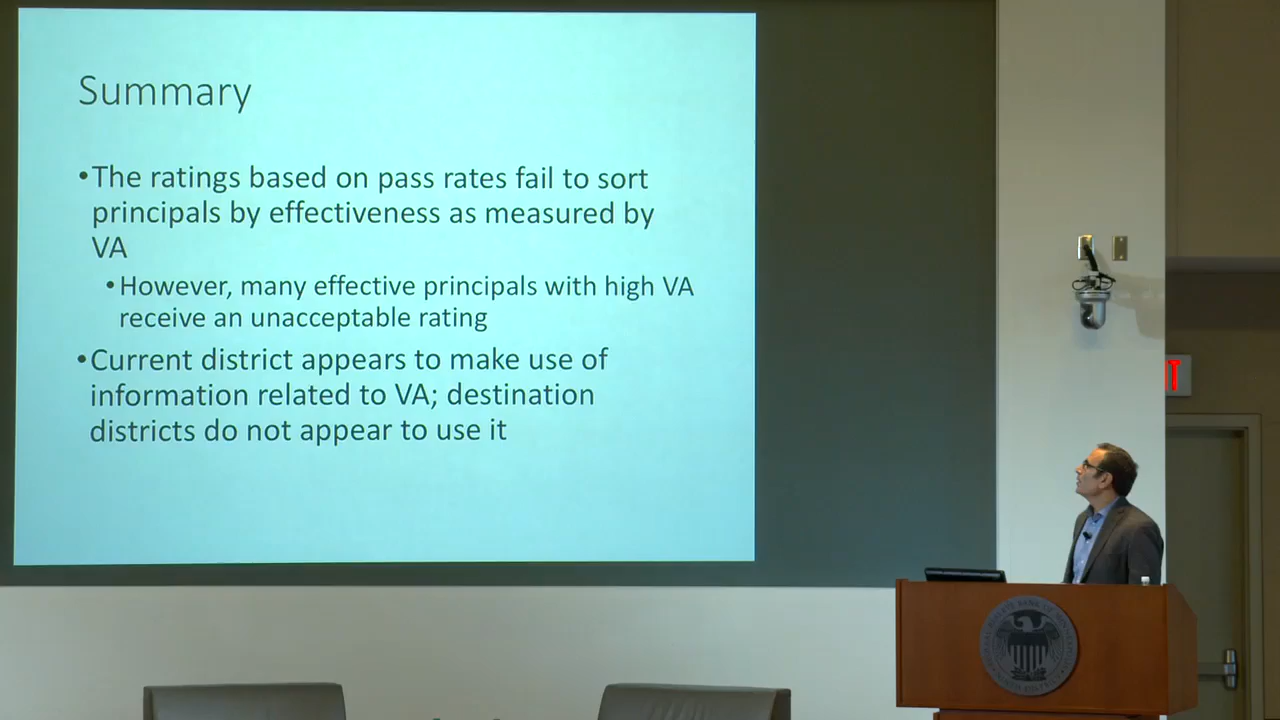 Summary
•The ratings based on pass rates fail to sort
principals by effectiveness as measured by
VA
•However, many effective principals with high VA
receive an unacceptable rating
•Current district appears to make use of
information related to VA; destination
districts do not appear to use it
IT